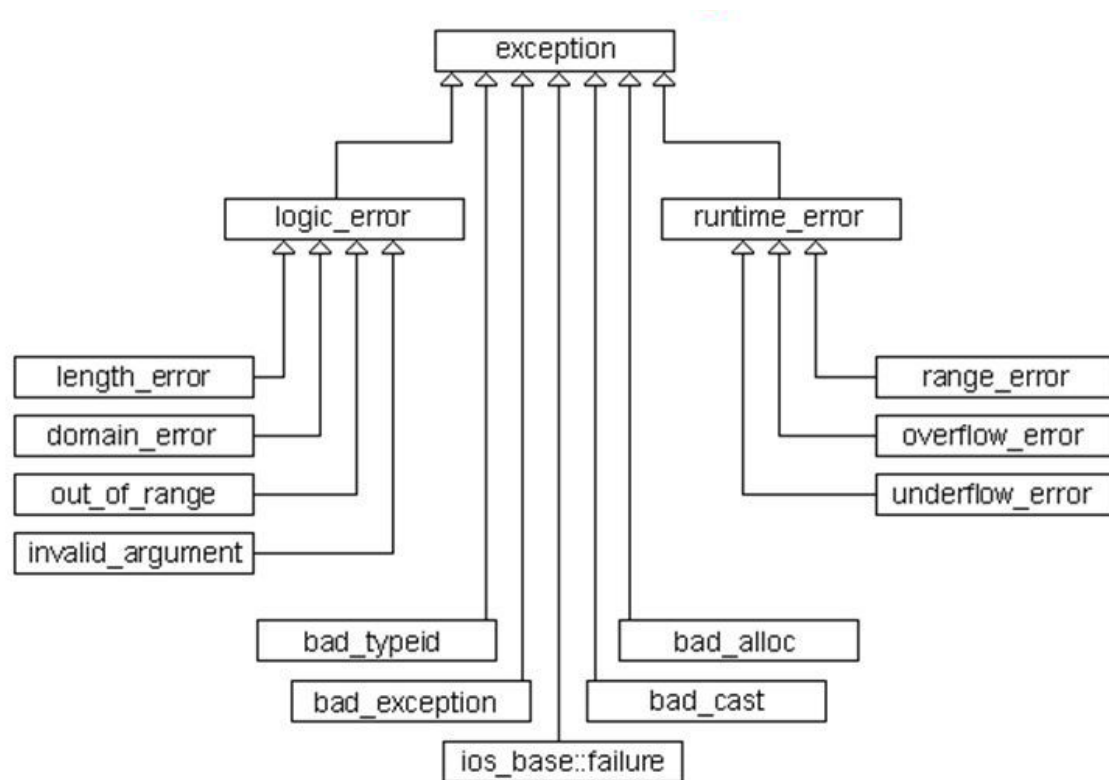 exception
logic_error
runtime_error
length_error
range_error
domain_error
overflow_error
out_of_range
underflow_error
invalid_argument
bad_typeid
bad_alloc
bad_exception
bad_cast
ios_base::failure